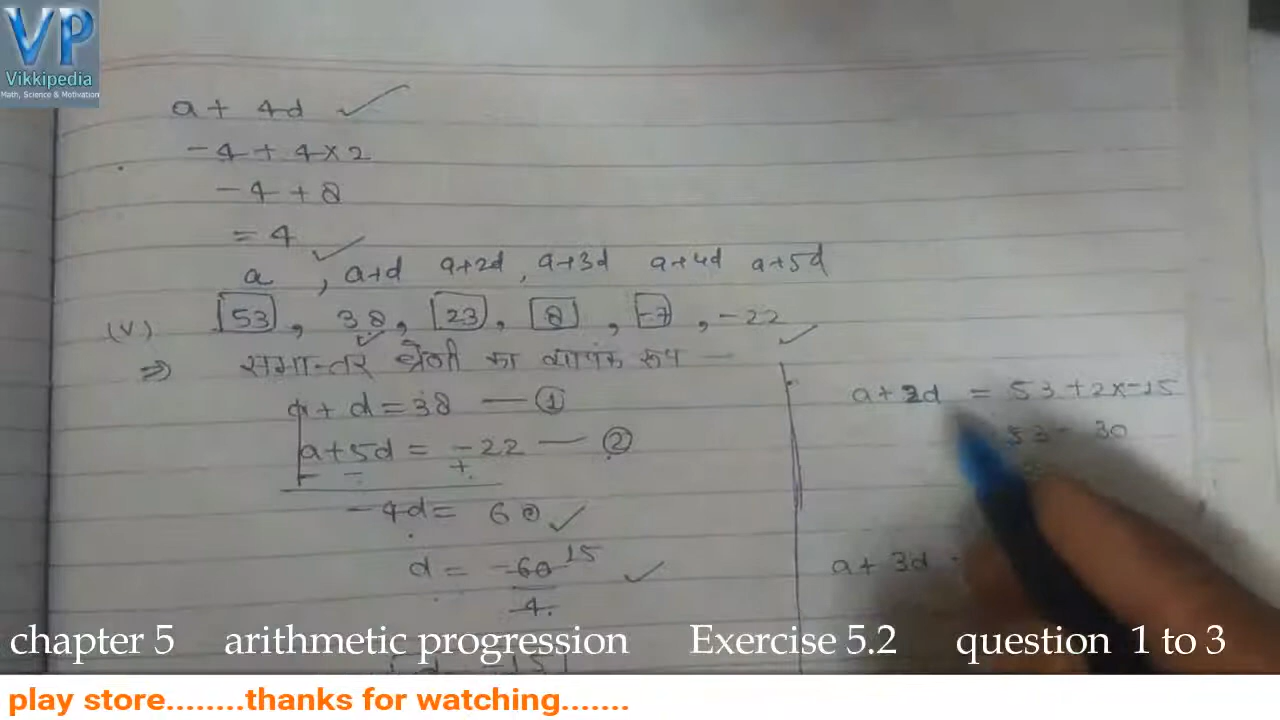 VP
Vikkipedia
Math, Science & Motivation
a + 4d
-4 + 4 x 2
-4 + 8
= 4
a , a+d a+2d, a+3d a+4d a+5d
(V) 53 , 38, 23 , 8 , -7 , -22
⇒ समान्तर श्रेणी का व्यापक रूप —
a + d = 38 — ①
a+5d = -22 — ②
- - +
-4d = 60
d = -60 15
4
a + 2d = 53 + 2x-15
53 - 30
a + 3d =
chapter 5 arithmetic progression Exercise 5.2 question 1 to 3
play store........thanks for watching.......